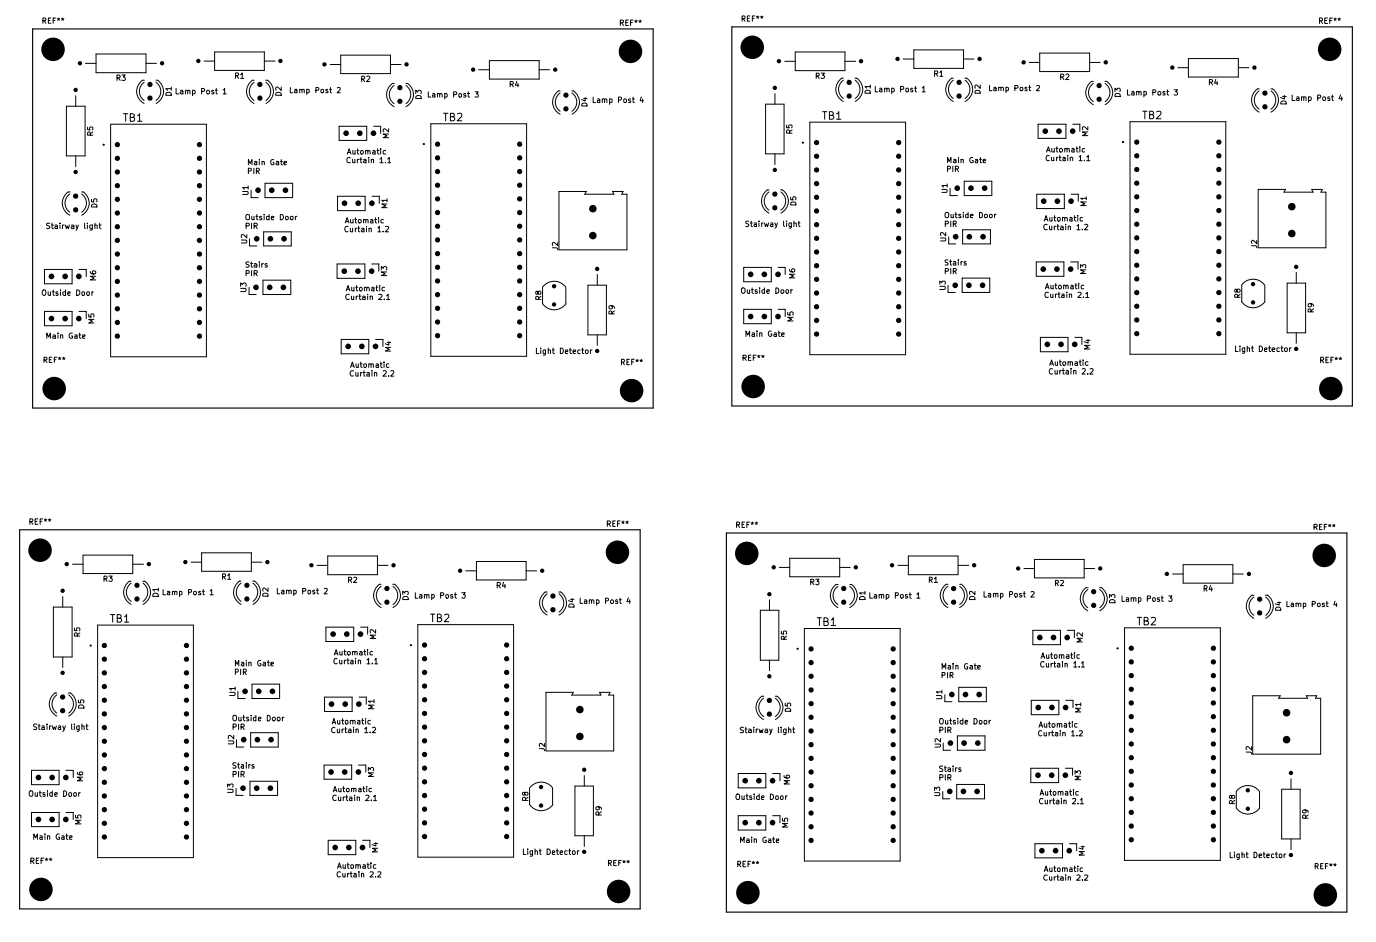 REF**
REF**
R3
R1
R2
R4
D1
Lamp Post 1
D2
Lamp Post 2
D3
Lamp Post 3
D4
Lamp Post 4
R5
TB1
TB2
M2
Automatic
Curtain 1.1
Main Gate
PIR
U1
D5
Stairway light
M1
Automatic
Curtain 1.2
Outside Door
PIR
U2
J2
Stairs
PIR
U3
M3
Automatic
Curtain 2.1
M6
Outside Door
R8
R9
M5
Main Gate
M4
Automatic
Curtain 2.2
Light Detector
REF**
REF**
REF**
REF**
R3
R1
R2
R4
D1
Lamp Post 1
D2
Lamp Post 2
D3
Lamp Post 3
D4
Lamp Post 4
R5
TB1
TB2
M2
Automatic
Curtain 1.1
Main Gate
PIR
U1
D5
Stairway light
M1
Automatic
Curtain 1.2
Outside Door
PIR
U2
J2
Stairs
PIR
U3
M3
Automatic
Curtain 2.1
M6
Outside Door
R8
R9
M5
Main Gate
M4
Automatic
Curtain 2.2
Light Detector
REF**
REF**
REF**
REF**
R3
R1
R2
R4
D1
Lamp Post 1
D2
Lamp Post 2
D3
Lamp Post 3
D4
Lamp Post 4
R5
TB1
TB2
M2
Automatic
Curtain 1.1
Main Gate
PIR
U1
D5
Stairway light
M1
Automatic
Curtain 1.2
Outside Door
PIR
U2
J2
Stairs
PIR
U3
M3
Automatic
Curtain 2.1
M6
Outside Door
R8
R9
M5
Main Gate
M4
Automatic
Curtain 2.2
Light Detector
REF**
REF**
REF**
REF**
R3
R1
R2
R4
D1
Lamp Post 1
D2
Lamp Post 2
D3
Lamp Post 3
D4
Lamp Post 4
R5
TB1
TB2
M2
Automatic
Curtain 1.1
Main Gate
PIR
U1
D5
Stairway light
M1
Automatic
Curtain 1.2
Outside Door
PIR
U2
J2
Stairs
PIR
U3
M3
Automatic
Curtain 2.1
M6
Outside Door
R8
R9
M5
Main Gate
M4
Automatic
Curtain 2.2
Light Detector
REF**
REF**